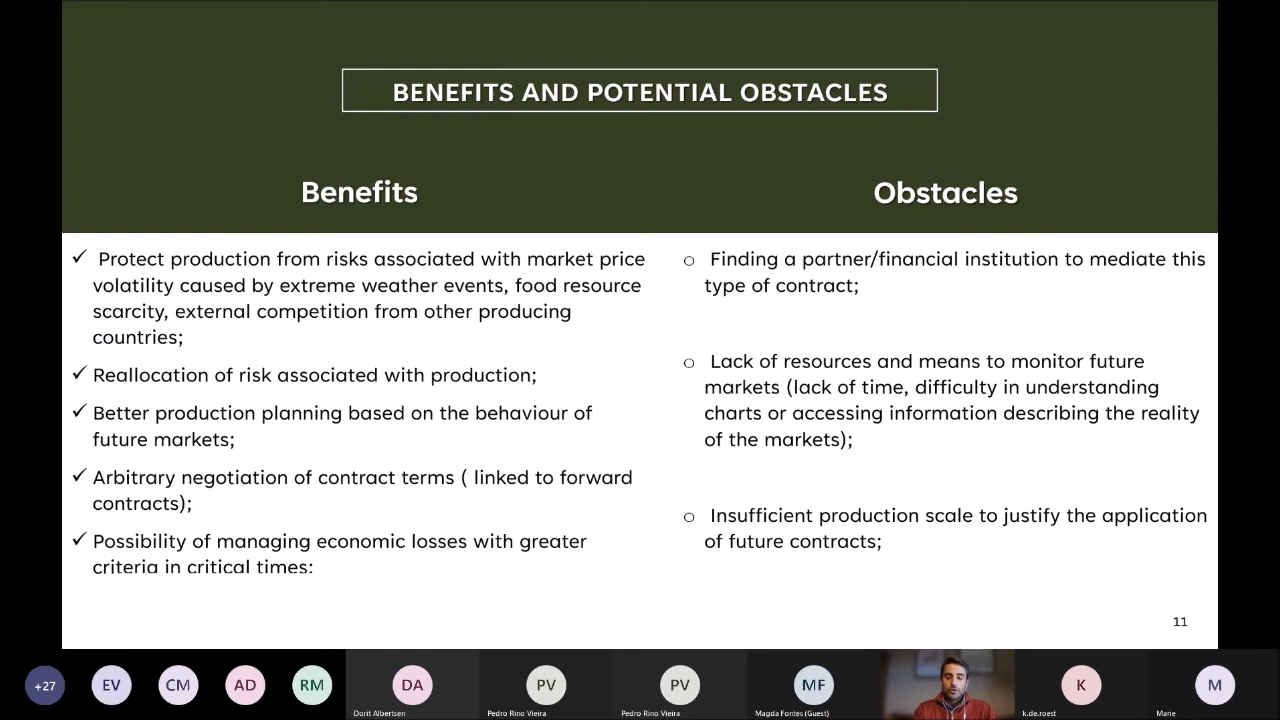 BENEFITS AND POTENTIAL OBSTACLES
Benefits
Obstacles
✓ Protect production from risks associated with market price
volatility caused by extreme weather events, food resource
scarcity, external competition from other producing
countries;
✓ Reallocation of risk associated with production;
✓ Better production planning based on the behaviour of
future markets;
✓ Arbitrary negotiation of contract terms ( linked to forward
contracts);
✓ Possibility of managing economic losses with greater
criteria in critical times;
○ Finding a partner/financial institution to mediate this
type of contract;
○ Lack of resources and means to monitor future
markets (lack of time, difficulty in understanding
charts or accessing information describing the reality
of the markets);
○ Insufficient production scale to justify the application
of future contracts;
11
+27
EV
CM
AD
RM
DA
PV
PV
MF
K
M
Dorit Albertsen
Pedro Rino Vieira
Pedro Rino Vieira
Magda Fontes (Guest)
k.de.roest
Marie